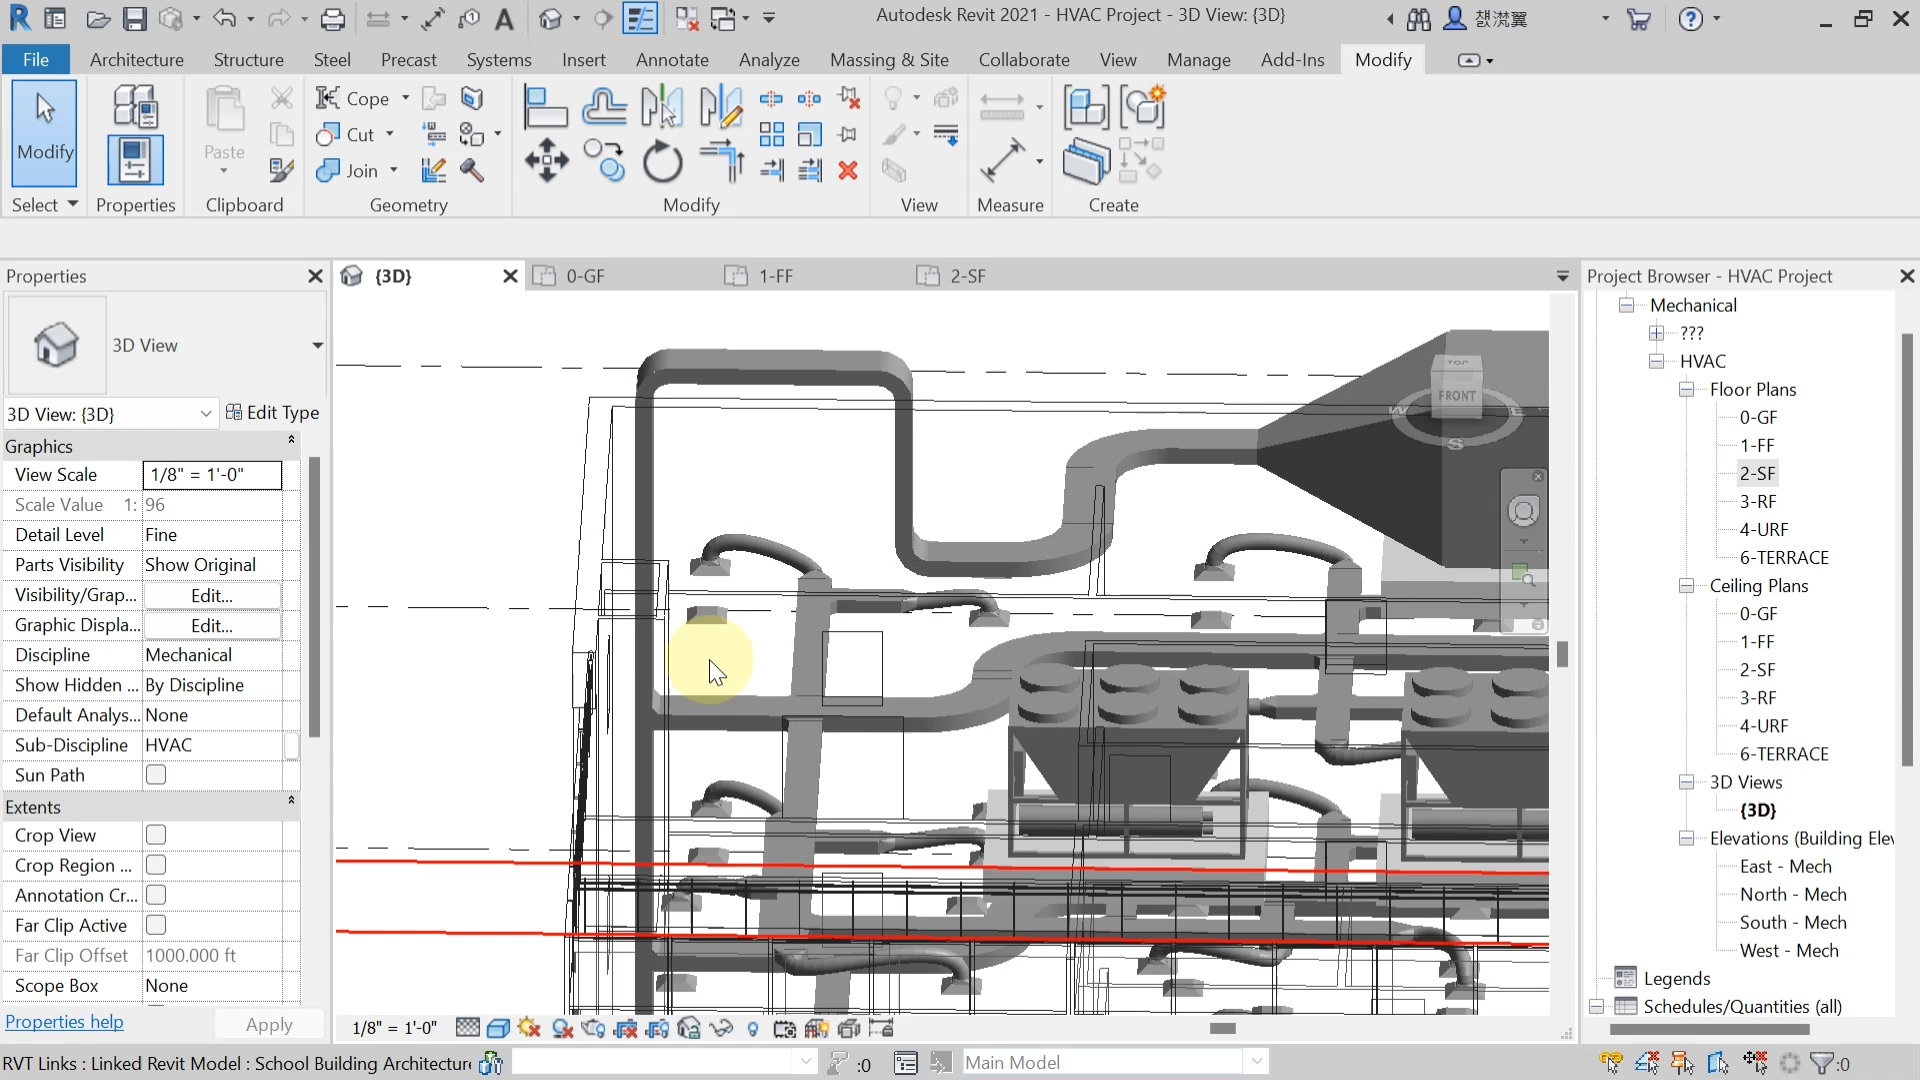 Autodesk Revit 2021 - HVAC Project - 3D View: {3D}
File Architecture Structure Steel Precast Systems Insert Annotate Analyze Massing & Site Collaborate View Manage Add-Ins Modify
Modify Paste Cope Cut Join
Select Properties Clipboard Geometry Modify View Measure Create
Properties
3D View
3D View: {3D} Edit Type
Graphics
View Scale 1/8" = 1'-0"
Scale Value 1: 96
Detail Level Fine
Parts Visibility Show Original
Visibility/Grap... Edit...
Graphic Displa... Edit...
Discipline Mechanical
Show Hidden ... By Discipline
Default Analys... None
Sub-Discipline HVAC
Sun Path
Extents
Crop View
Crop Region ...
Annotation Cr...
Far Clip Active
Far Clip Offset 1000.000 ft
Scope Box None
Properties help Apply
{3D} 0-GF 1-FF 2-SF
TOP
FRONT
W E
S
1/8" = 1'-0"
Project Browser - HVAC Project
Mechanical
???
HVAC
Floor Plans
0-GF
1-FF
2-SF
3-RF
4-URF
6-TERRACE
Ceiling Plans
0-GF
1-FF
2-SF
3-RF
4-URF
6-TERRACE
3D Views
{3D}
Elevations (Building Elev
East - Mech
North - Mech
South - Mech
West - Mech
Legends
Schedules/Quantities (all)
RVT Links : Linked Revit Model : School Building Architecture :0 Main Model :0